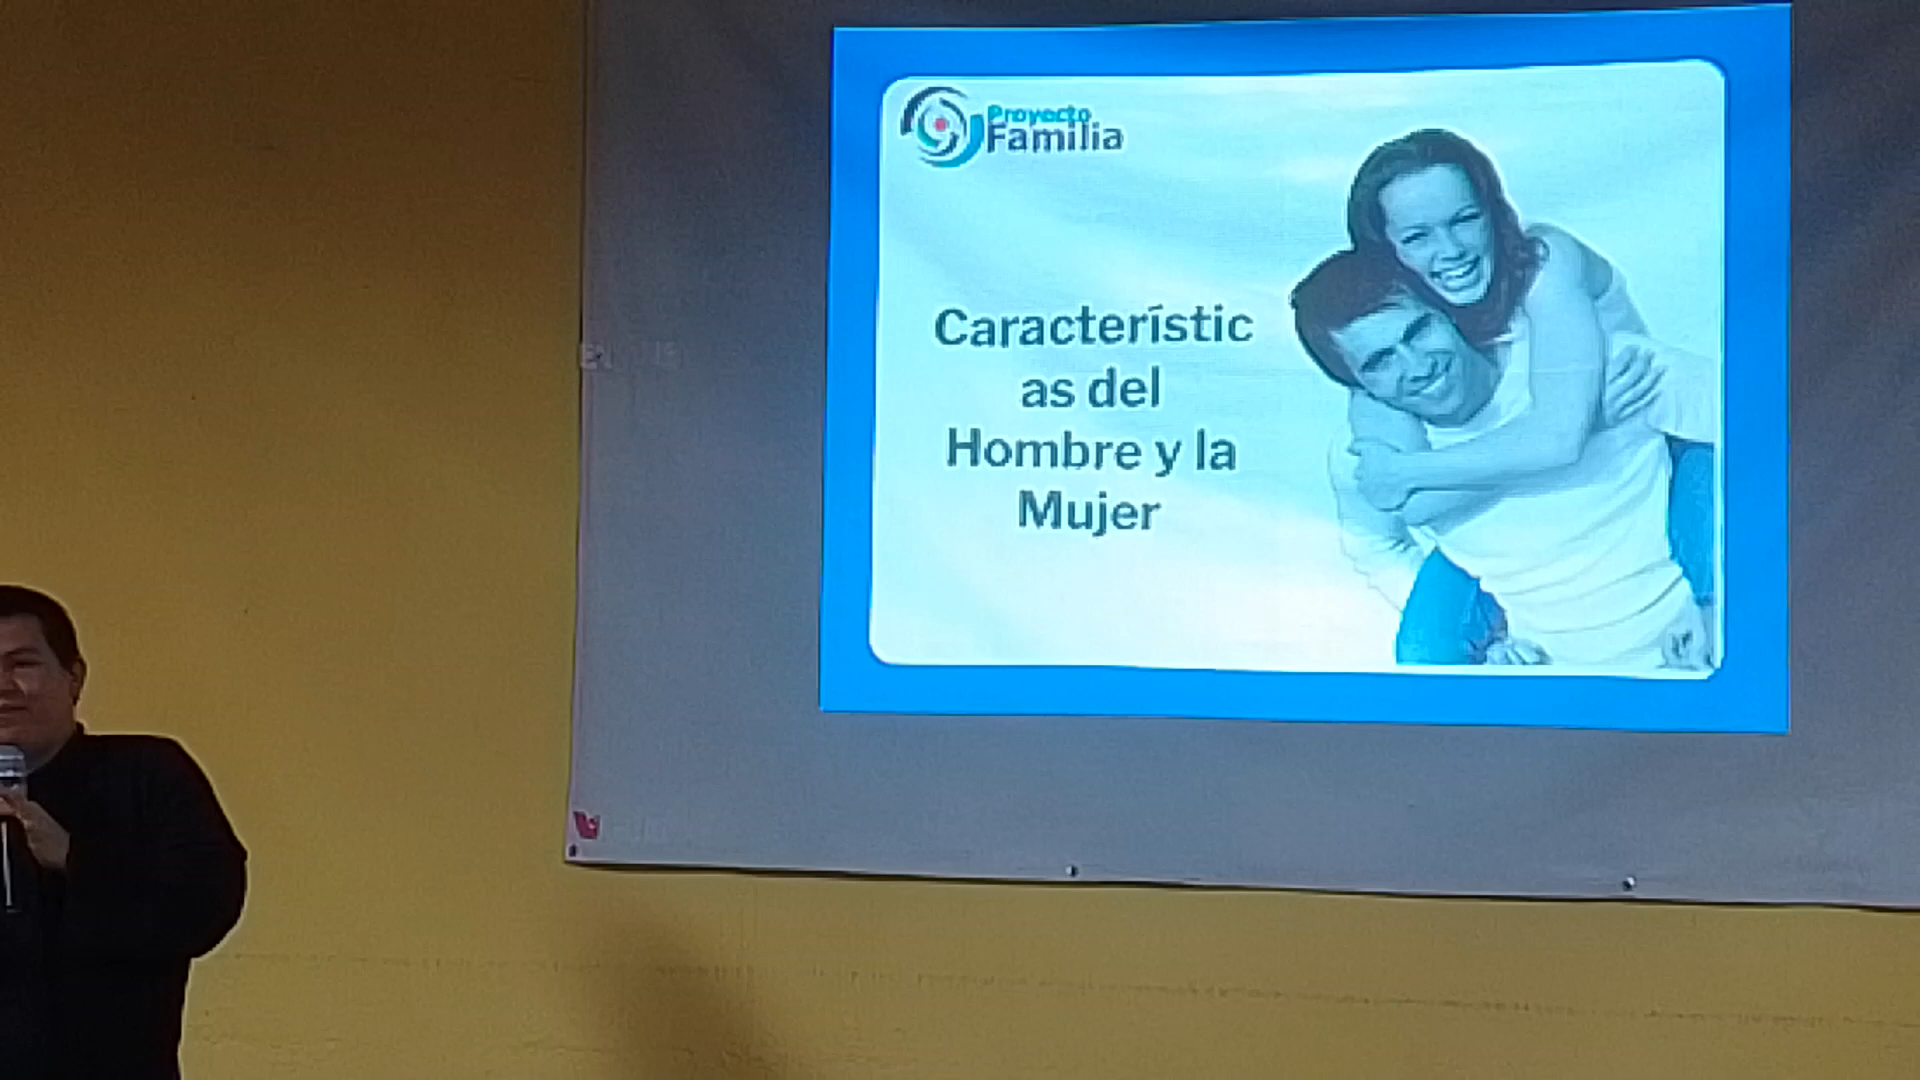 Proyecto
Familia
Característic
as del
Hombre y la
Mujer